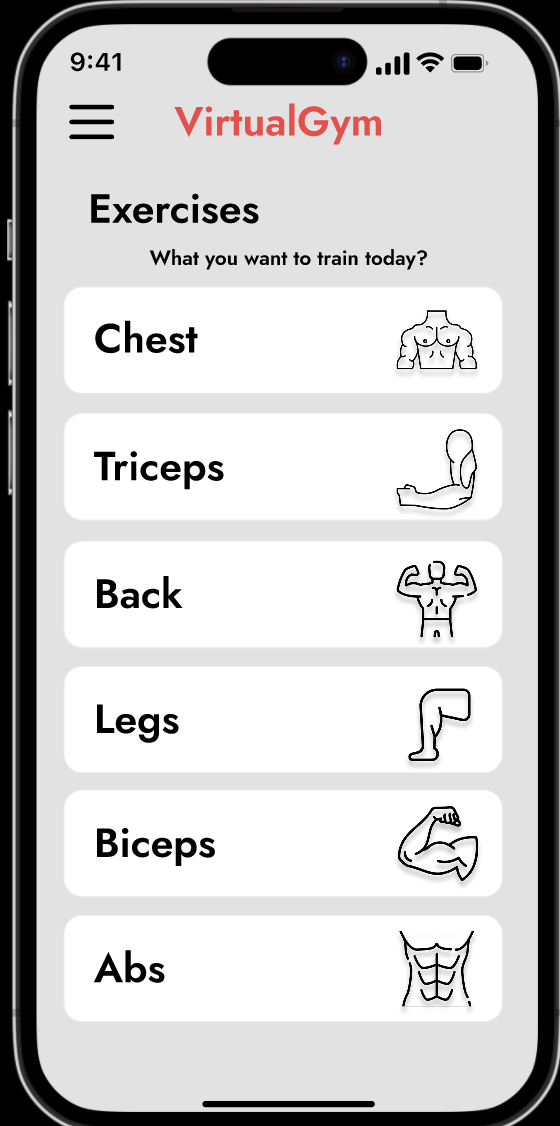 9:41
VirtualGym
Exercises
What you want to train today?
Chest
Triceps
Back
Legs
Biceps
Abs